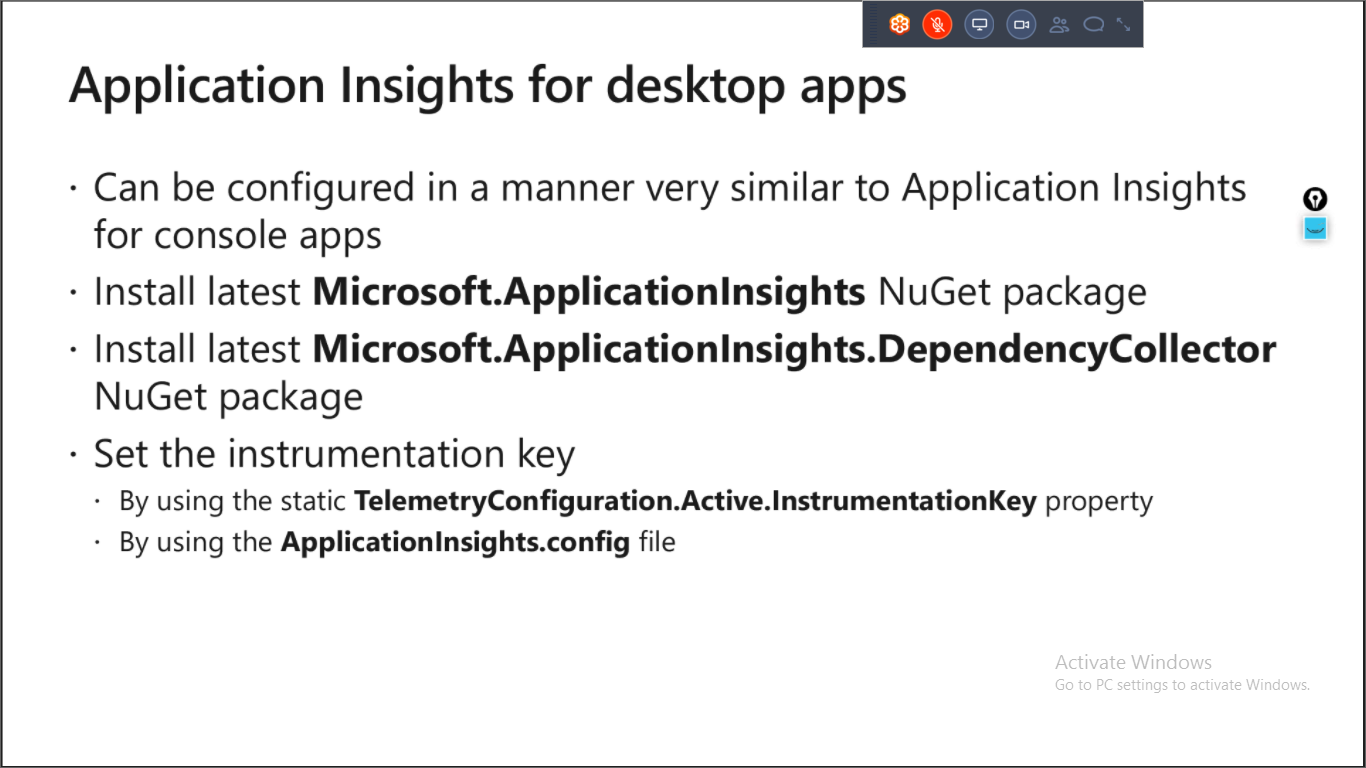 Application Insights for desktop apps
· Can be configured in a manner very similar to Application Insights
for console apps
· Install latest Microsoft.ApplicationInsights NuGet package
· Install latest Microsoft.ApplicationInsights.DependencyCollector
NuGet package
· Set the instrumentation key
· By using the static TelemetryConfiguration.Active.InstrumentationKey property
· By using the ApplicationInsights.config file
Activate Windows
Go to PC settings to activate Windows.